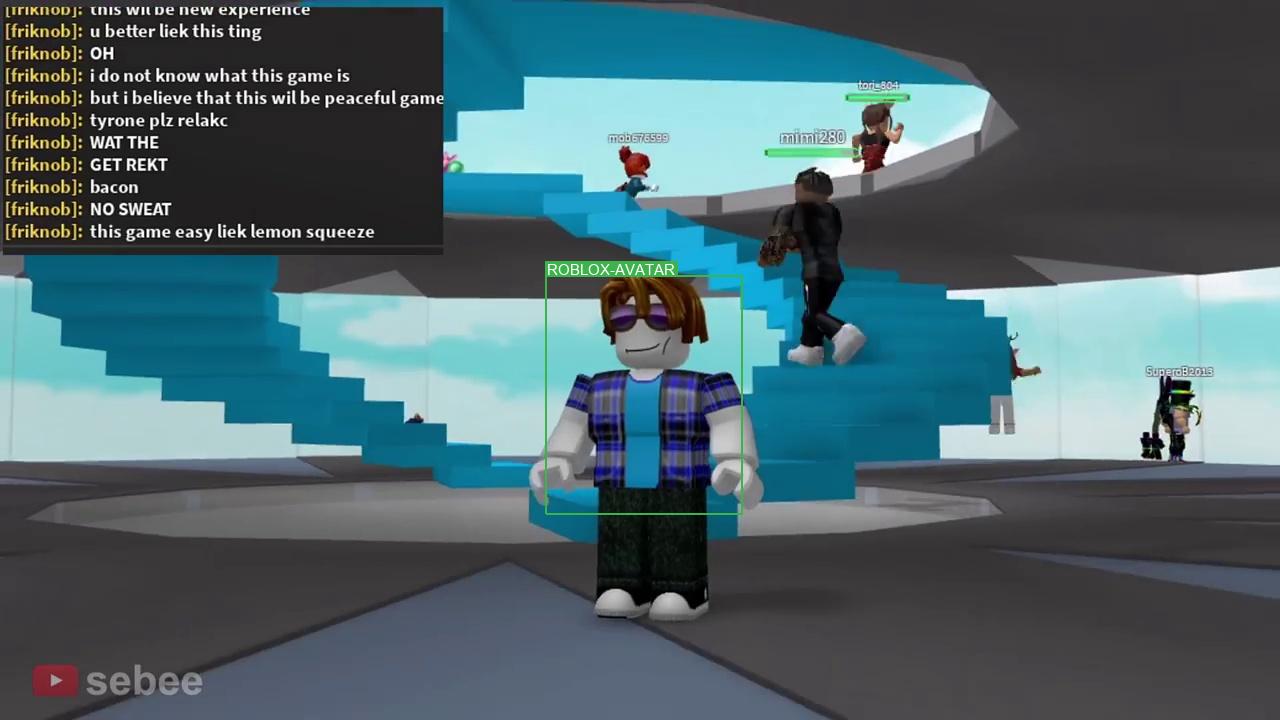 [friknob]: this wil be new experience
[friknob]: u better liek this ting
[friknob]: OH
[friknob]: i do not know what this game is
[friknob]: but i believe that this wil be peaceful game
[friknob]: tyrone plz relakc
[friknob]: WAT THE
[friknob]: GET REKT
[friknob]: bacon
[friknob]: NO SWEAT
[friknob]: this game easy liek lemon squeeze
tori_804
mob676599
mimi280
ROBLOX-AVATAR
SuperoB2013
sebee